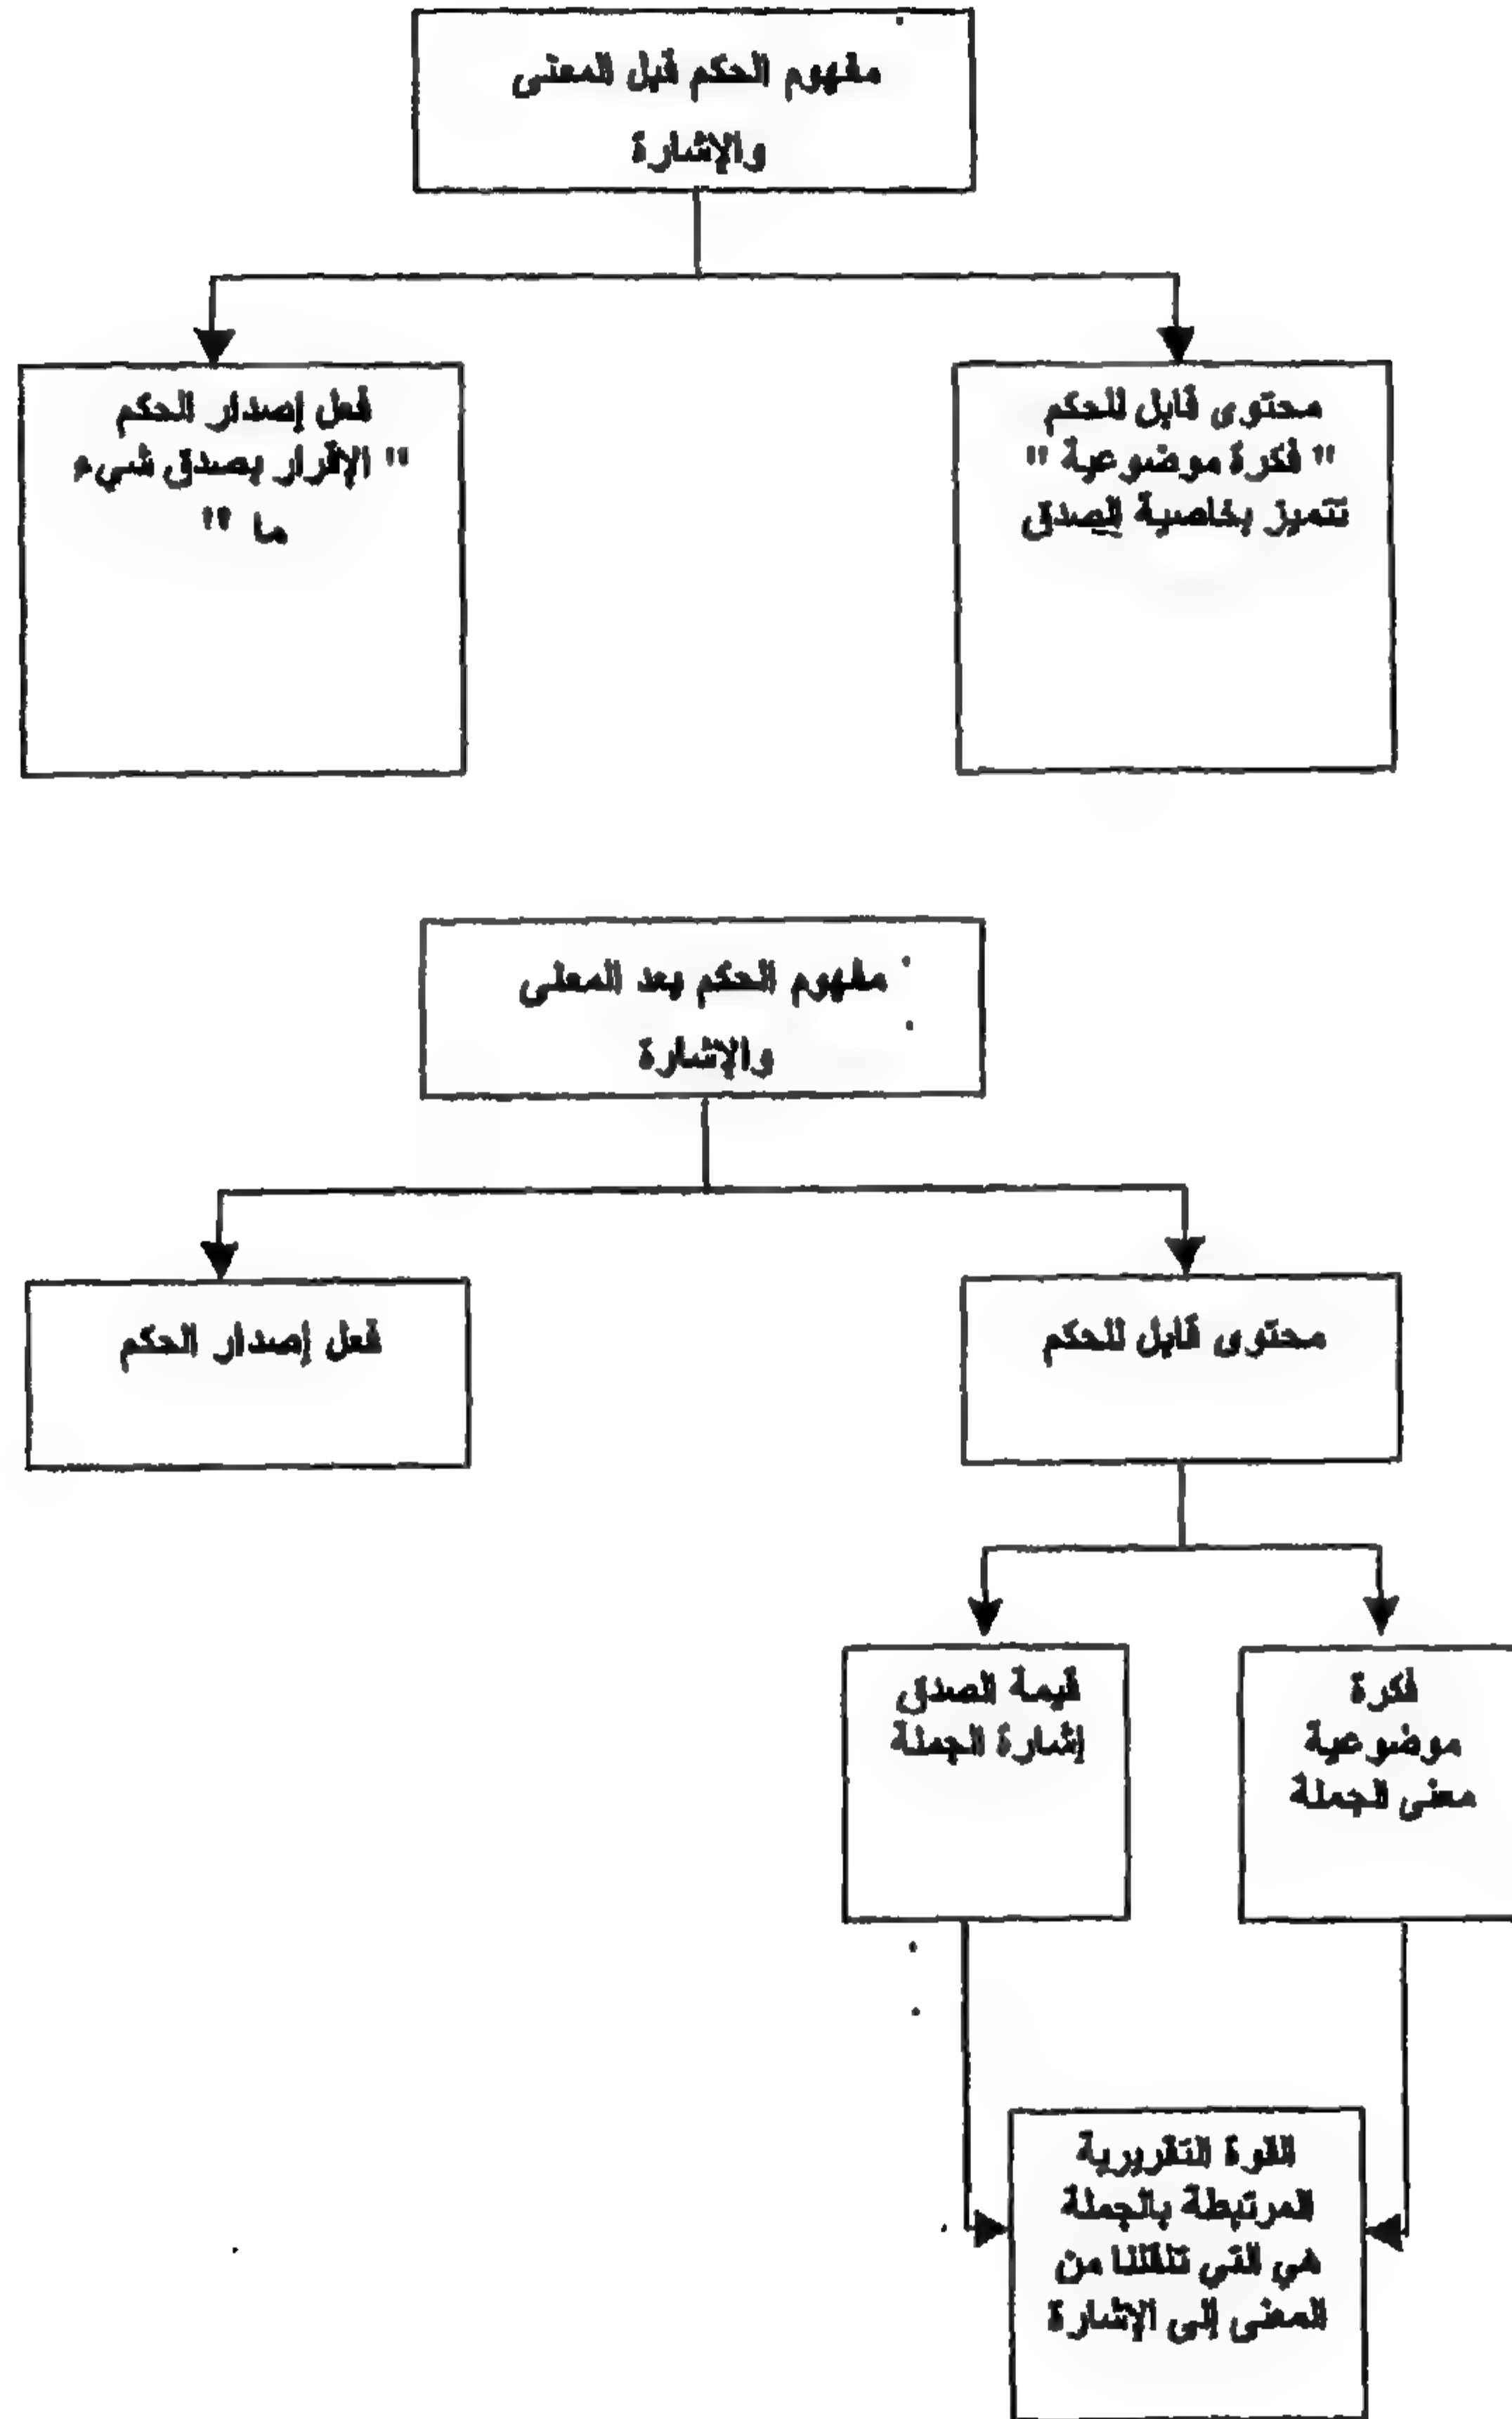 مفهوم الحكم قبل المعنى
والإشارة
محتوى قابل للحكم
" فكرة موضوعية "
تتميز بخاصية الصدق
فعل إصدار الحكم
" الإقرار بصدق شيء
ما "
مفهوم الحكم بعد المعنى
والإشارة
محتوى قابل للحكم
فعل إصدار الحكم
فكرة
موضوعية
معنى الجملة
قيمة الصدق
إشارة الجملة
القوة التقريرية
المرتبطة بالجملة
هي التي تنقلنا من
المعنى إلى الإشارة